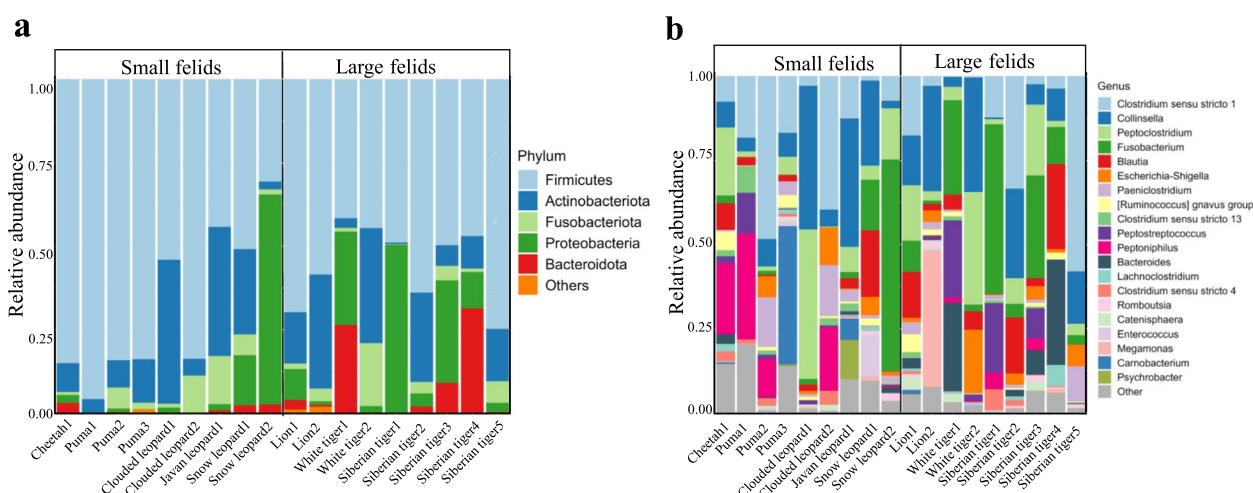 a
Small felids
Large felids
Relative abundance
1.00
0.75
0.50
0.25
0.00
Cheetah1
Puma1
Puma2
Puma3
Clouded leopard1
Clouded leopard2
Javan leopard1
Snow leopard1
Snow leopard2
Lion1
Lion2
White tiger1
White tiger2
Siberian tiger1
Siberian tiger2
Siberian tiger3
Siberian tiger4
Siberian tiger5
Phylum
Firmicutes
Actinobacteriota
Fusobacteriota
Proteobacteria
Bacteroidota
Others
b
Small felids
Large felids
Relative abundance
1.00
0.75
0.50
0.25
0.00
Cheetah1
Puma1
Puma2
Puma3
Clouded leopard1
Clouded leopard2
Javan leopard1
Snow leopard1
Snow leopard2
Lion1
Lion2
White tiger1
White tiger2
Siberian tiger1
Siberian tiger2
Siberian tiger3
Siberian tiger4
Siberian tiger5
Genus
Clostridium sensu stricto 1
Collinsella
Peptoclostridium
Fusobacterium
Blautia
Escherichia-Shigella
Paeniclostridium
[Ruminococcus] gnavus group
Clostridium sensu stricto 13
Peptostreptococcus
Peptoniphilus
Bacteroides
Lachnoclostridium
Clostridium sensu stricto 4
Romboutsia
Catenisphaera
Enterococcus
Megamonas
Carnobacterium
Psychrobacter
Other